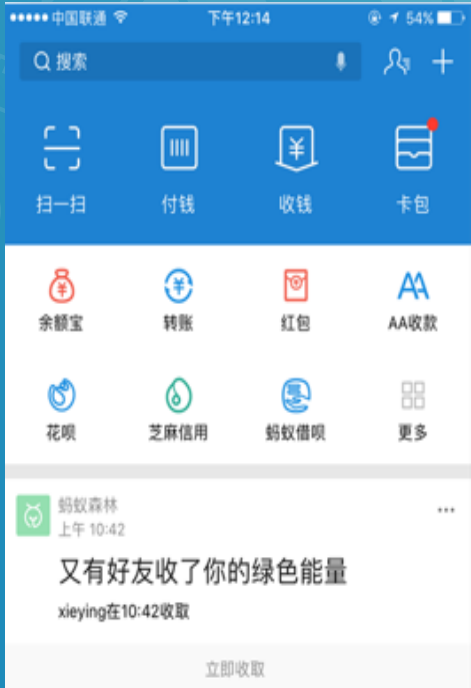 中国联通 下午12:14 54%
搜索
扫一扫 付钱 收钱 卡包
余额宝 转账 红包 AA收款
花呗 芝麻信用 蚂蚁借呗 更多
蚂蚁森林
上午 10:42
又有好友收了你的绿色能量
xieying在10:42收取
立即收取